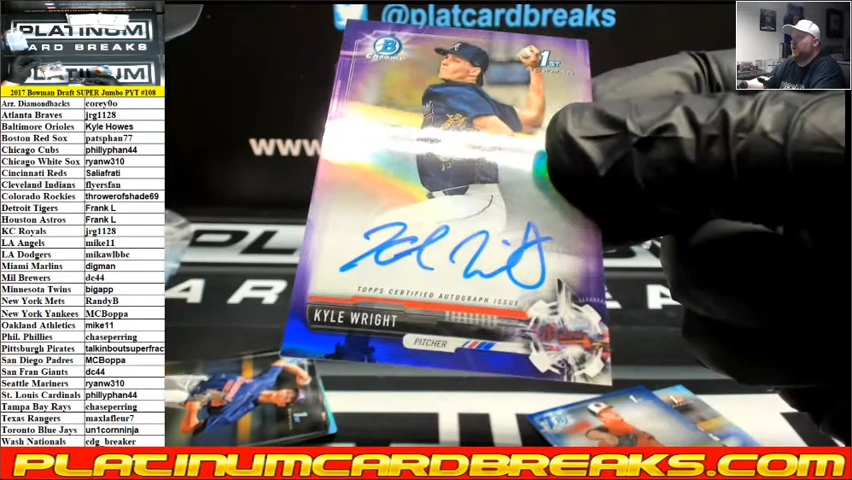 PLATINUM
CARD BREAKS
PLATINUM
2017 Bowman Draft SUPER Jumbo PYT #108
Arz. Diamondbacks corey0o
Atlanta Braves jrg1128
Baltimore Orioles Kyle Howes
Boston Red Sox patsphan77
Chicago Cubs phillyphan44
Chicago White Sox ryanw310
Cincinnati Reds Saliafrati
Cleveland Indians flyersfan
Colorado Rockies throwerofshade69
Detroit Tigers Frank L
Houston Astros Frank L
KC Royals jrg1128
LA Angels mike11
LA Dodgers mikawlbbc
Miami Marlins digman
Mil Brewers dc44
Minnesota Twins bigapp
New York Mets RandyB
New York Yankees MCBoppa
Oakland Athletics mike11
Phil. Phillies chaseperring
Pittsburgh Pirates talkinboutsuperfrac
San Diego Padres MCBoppa
San Fran Giants dc44
Seattle Mariners ryanw310
St. Louis Cardinals phillyphan44
Tampa Bay Rays chaseperring
Texas Rangers maxlafleur7
Toronto Blue Jays un1cornninja
Wash Nationals cdg_breaker
@platcardbreaks
www.
B
Chrome
1ST
BOWMAN
Kyle Wright
TOPPS CERTIFIED AUTOGRAPH ISSUE
KYLE WRIGHT
PITCHER
PLATINUMCARDBREAKS.COM